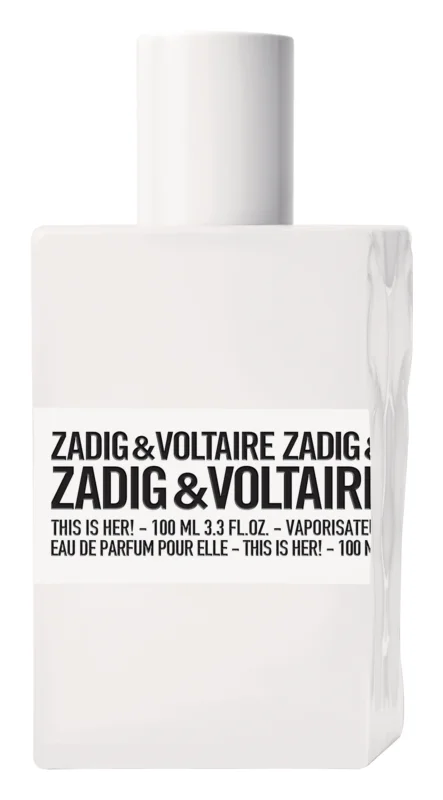 ZADIG & VOLTAIRE ZADIG &
ZADIG & VOLTAIRE
THIS IS HER! – 100 ML 3.3 FL.OZ. – VAPORISATEU
EAU DE PARFUM POUR ELLE – THIS IS HER! – 100 M